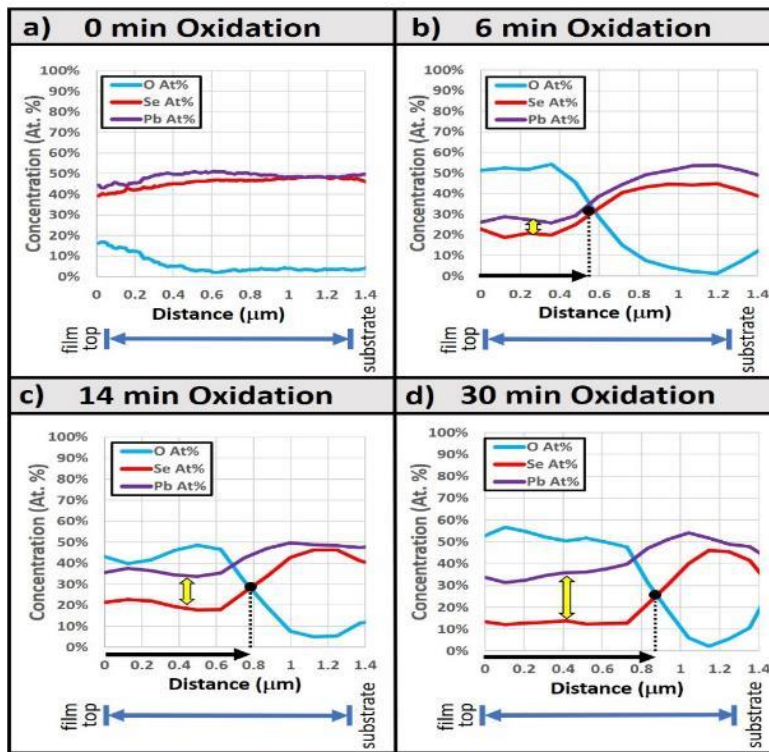 a) 0 min Oxidation
Concentration (At. %)
100%
90%
80%
70%
60%
50%
40%
30%
20%
10%
0%
O At%
Se At%
Pb At%
0 0.2 0.4 0.6 0.8 1 1.2 1.4
Distance (μm)
film top
substrate
b) 6 min Oxidation
Concentration (At. %)
100%
90%
80%
70%
60%
50%
40%
30%
20%
10%
0%
O At%
Se At%
Pb At%
0 0.2 0.4 0.6 0.8 1 1.2 1.4
Distance (μm)
film top
substrate
c) 14 min Oxidation
Concentration (At. %)
100%
90%
80%
70%
60%
50%
40%
30%
20%
10%
0%
O At%
Se At%
Pb At%
0 0.2 0.4 0.6 0.8 1 1.2 1.4
Distance (μm)
film top
substrate
d) 30 min Oxidation
Concentration (At. %)
100%
90%
80%
70%
60%
50%
40%
30%
20%
10%
0%
O At%
Se At%
Pb At%
0 0.2 0.4 0.6 0.8 1 1.2 1.4
Distance (μm)
film top
substrate